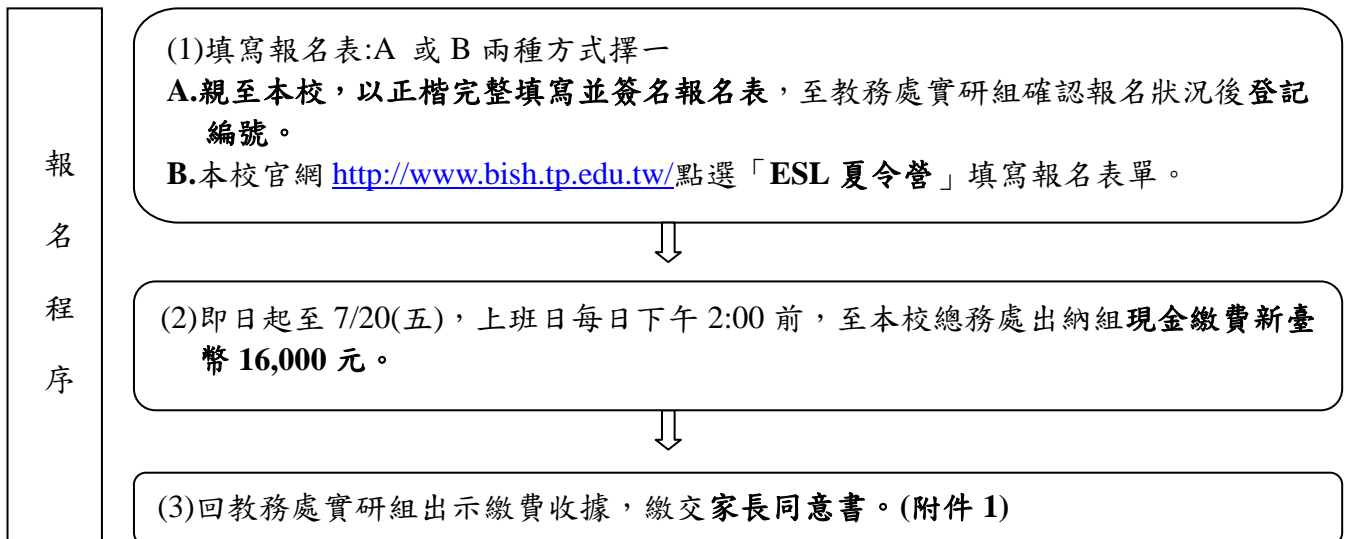 報名程序
(1)填寫報名表:A 或 B 兩種方式擇一
A.親至本校，以正楷完整填寫並簽名報名表，至教務處實研組確認報名狀況後登記
編號。
B.本校官網 http://www.bish.tp.edu.tw/點選「ESL 夏令營」填寫報名表單。
(2)即日起至 7/20(五)，上班日每日下午 2:00 前，至本校總務處出納組現金繳費新臺
幣 16,000 元。
(3)回教務處實研組出示繳費收據，繳交家長同意書。(附件 1)